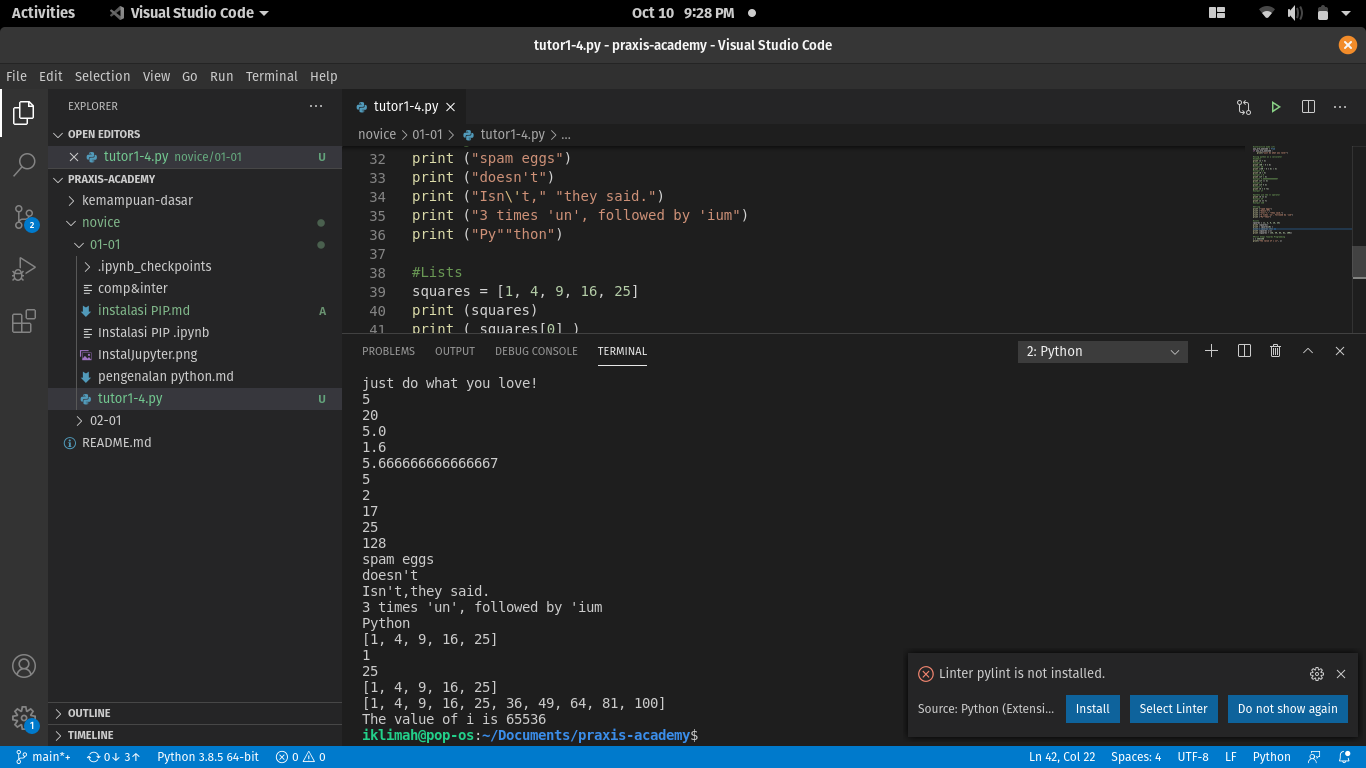 Activities
Visual Studio Code
Oct 10 9:28 PM
tutor1-4.py - praxis-academy - Visual Studio Code
File Edit Selection View Go Run Terminal Help
EXPLORER
OPEN EDITORS
tutor1-4.py novice/01-01 U
PRAXIS-ACADEMY
kemampuan-dasar
novice
01-01
.ipynb_checkpoints
comp&inter
instalasi PIP.md A
Instalasi PIP .ipynb
InstalJupyter.png
pengenalan python.md
tutor1-4.py U
02-01
README.md
OUTLINE
TIMELINE
2
1
tutor1-4.py
novice > 01-01 > tutor1-4.py > ...
32 print ("spam eggs")
33 print ("doesn't")
34 print ("Isn\'t," "they said.")
35 print ("3 times 'un', followed by 'ium")
36 print ("Py""thon")
37
38 #Lists
39 squares = [1, 4, 9, 16, 25]
40 print (squares)
41 print ( squares[0] )
PROBLEMS OUTPUT DEBUG CONSOLE TERMINAL
2: Python
just do what you love!
5
20
5.0
1.6
5.666666666666667
5
2
17
25
128
spam eggs
doesn't
Isn't,they said.
3 times 'un', followed by 'ium
Python
[1, 4, 9, 16, 25]
1
25
[1, 4, 9, 16, 25]
[1, 4, 9, 16, 25, 36, 49, 64, 81, 100]
The value of i is 65536
iklimah@pop-os:~/Documents/praxis-academy$
Linter pylint is not installed.
Source: Python (Extensi...
Install
Select Linter
Do not show again
main*+ 0↓ 3↑ Python 3.8.5 64-bit 0 0
Ln 42, Col 22 Spaces: 4 UTF-8 LF Python